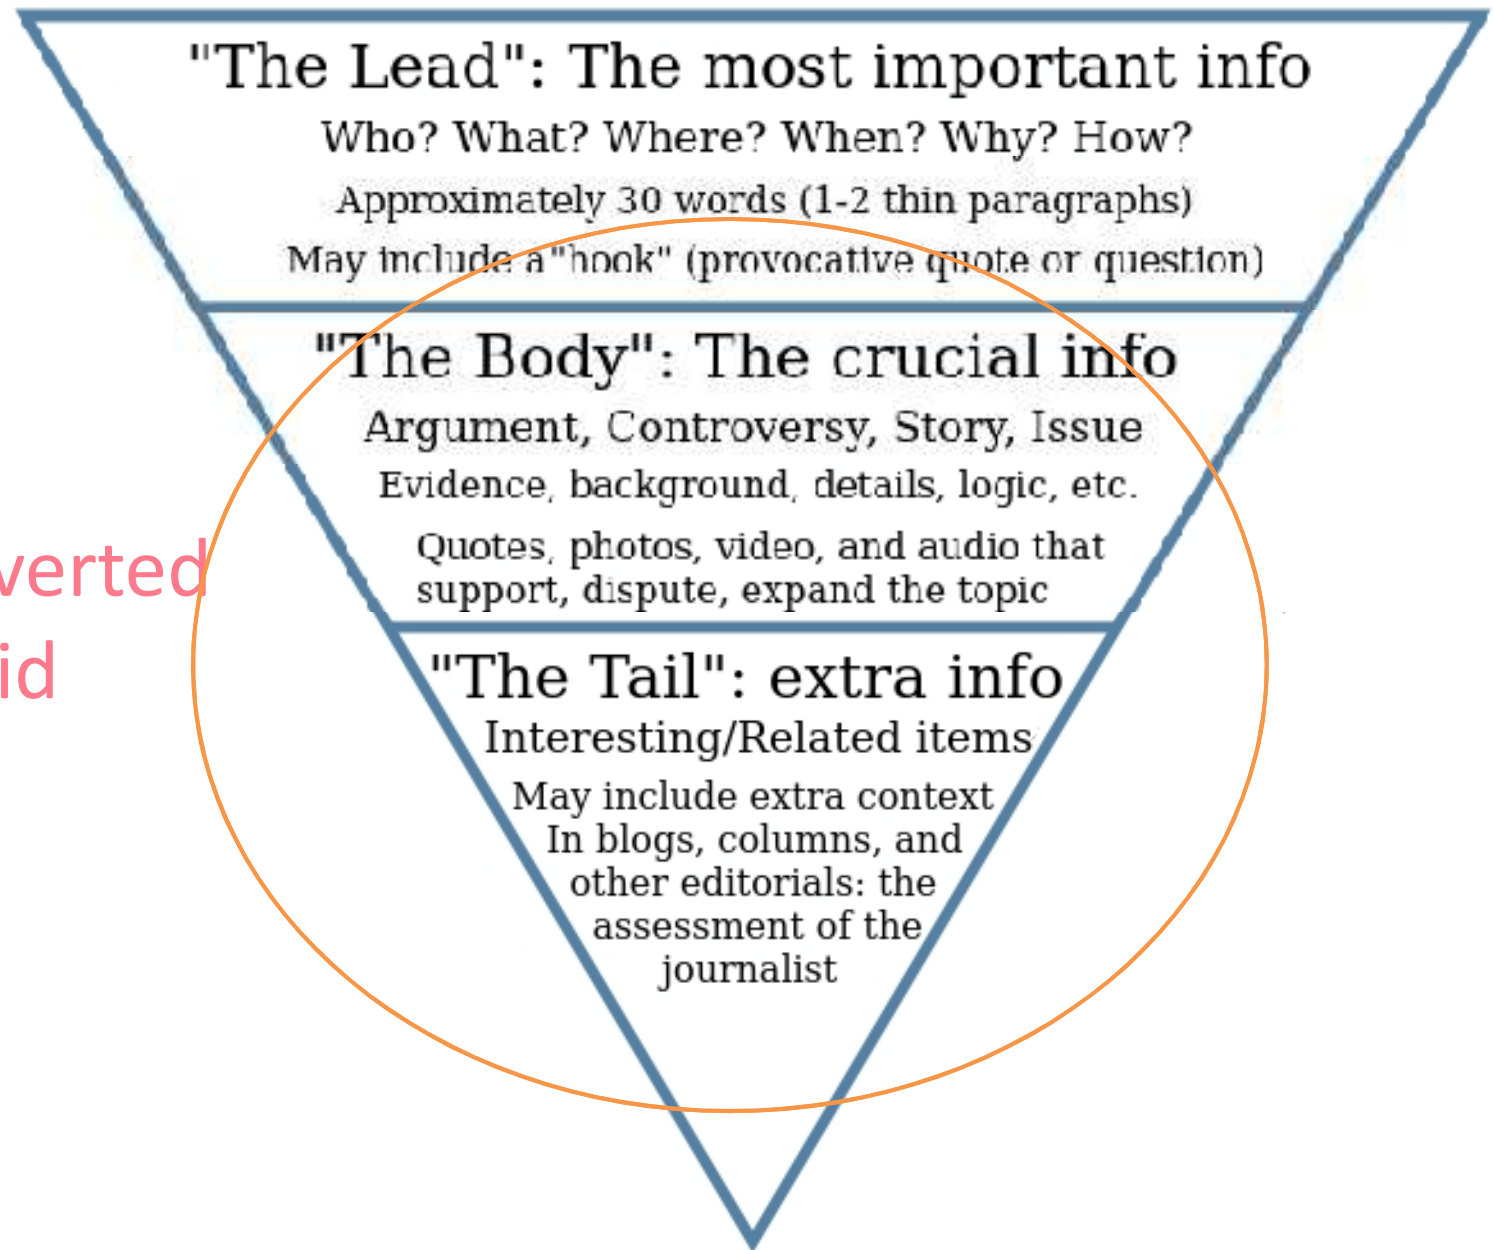 "The Lead": The most important info
Who? What? Where? When? Why? How?
Approximately 30 words (1-2 thin paragraphs)
May include a "hook" (provocative quote or question)
"The Body": The crucial info
Argument, Controversy, Story, Issue
Evidence, background, details, logic, etc.
Quotes, photos, video, and audio that
support, dispute, expand the topic
verted
id
"The Tail": extra info
Interesting/Related items
May include extra context
In blogs, columns, and
other editorials: the
assessment of the
journalist